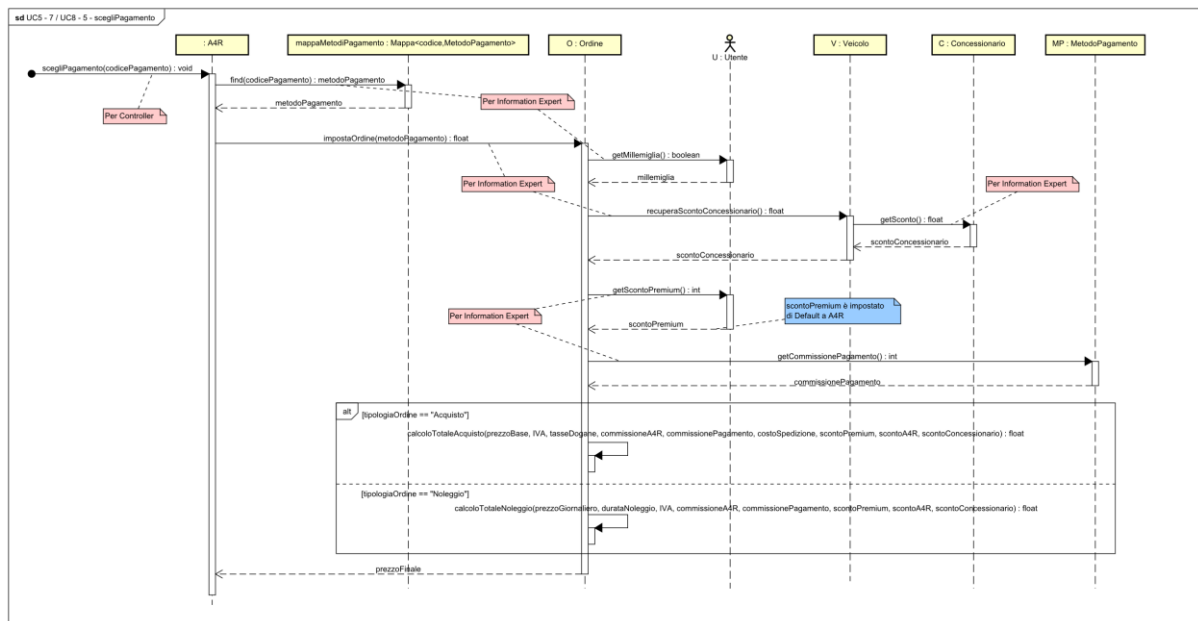 sd UC5 - 7 / UC8 - 5 - scegliPagamento
: A4R
mappaMetodiPagamento : Mappa<codice,MetodoPagamento>
O : Ordine
U : Utente
V : Veicolo
C : Concessionario
MP : MetodoPagamento
scegliPagamento(codicePagamento) : void
find(codicePagamento) : metodoPagamento
Per Information Expert
metodoPagamento
Per Controller
impostaOrdine(metodoPagamento) : float
getMillemiglia() : boolean
millemiglia
Per Information Expert
Per Information Expert
recuperaScontoConcessionario() : float
getSconto() : float
scontoConcessionario
scontoConcessionario
getScontoPremium() : int
scontoPremium è impostato
di Default a A4R
Per Information Expert
scontoPremium
getCommissionePagamento() : int
commissionePagamento
alt
[tipologiaOrdine == "Acquisto"]
calcoloTotaleAcquisto(prezzoBase, IVA, tasseDogane, commissioneA4R, commissionePagamento, costoSpedizione, scontoPremium, scontoA4R, scontoConcessionario) : float
[tipologiaOrdine == "Noleggio"]
calcoloTotaleNoleggio(prezzoGiornaliero, durataNoleggio, IVA, commissioneA4R, commissionePagamento, scontoPremium, scontoA4R, scontoConcessionario) : float
prezzoFinale